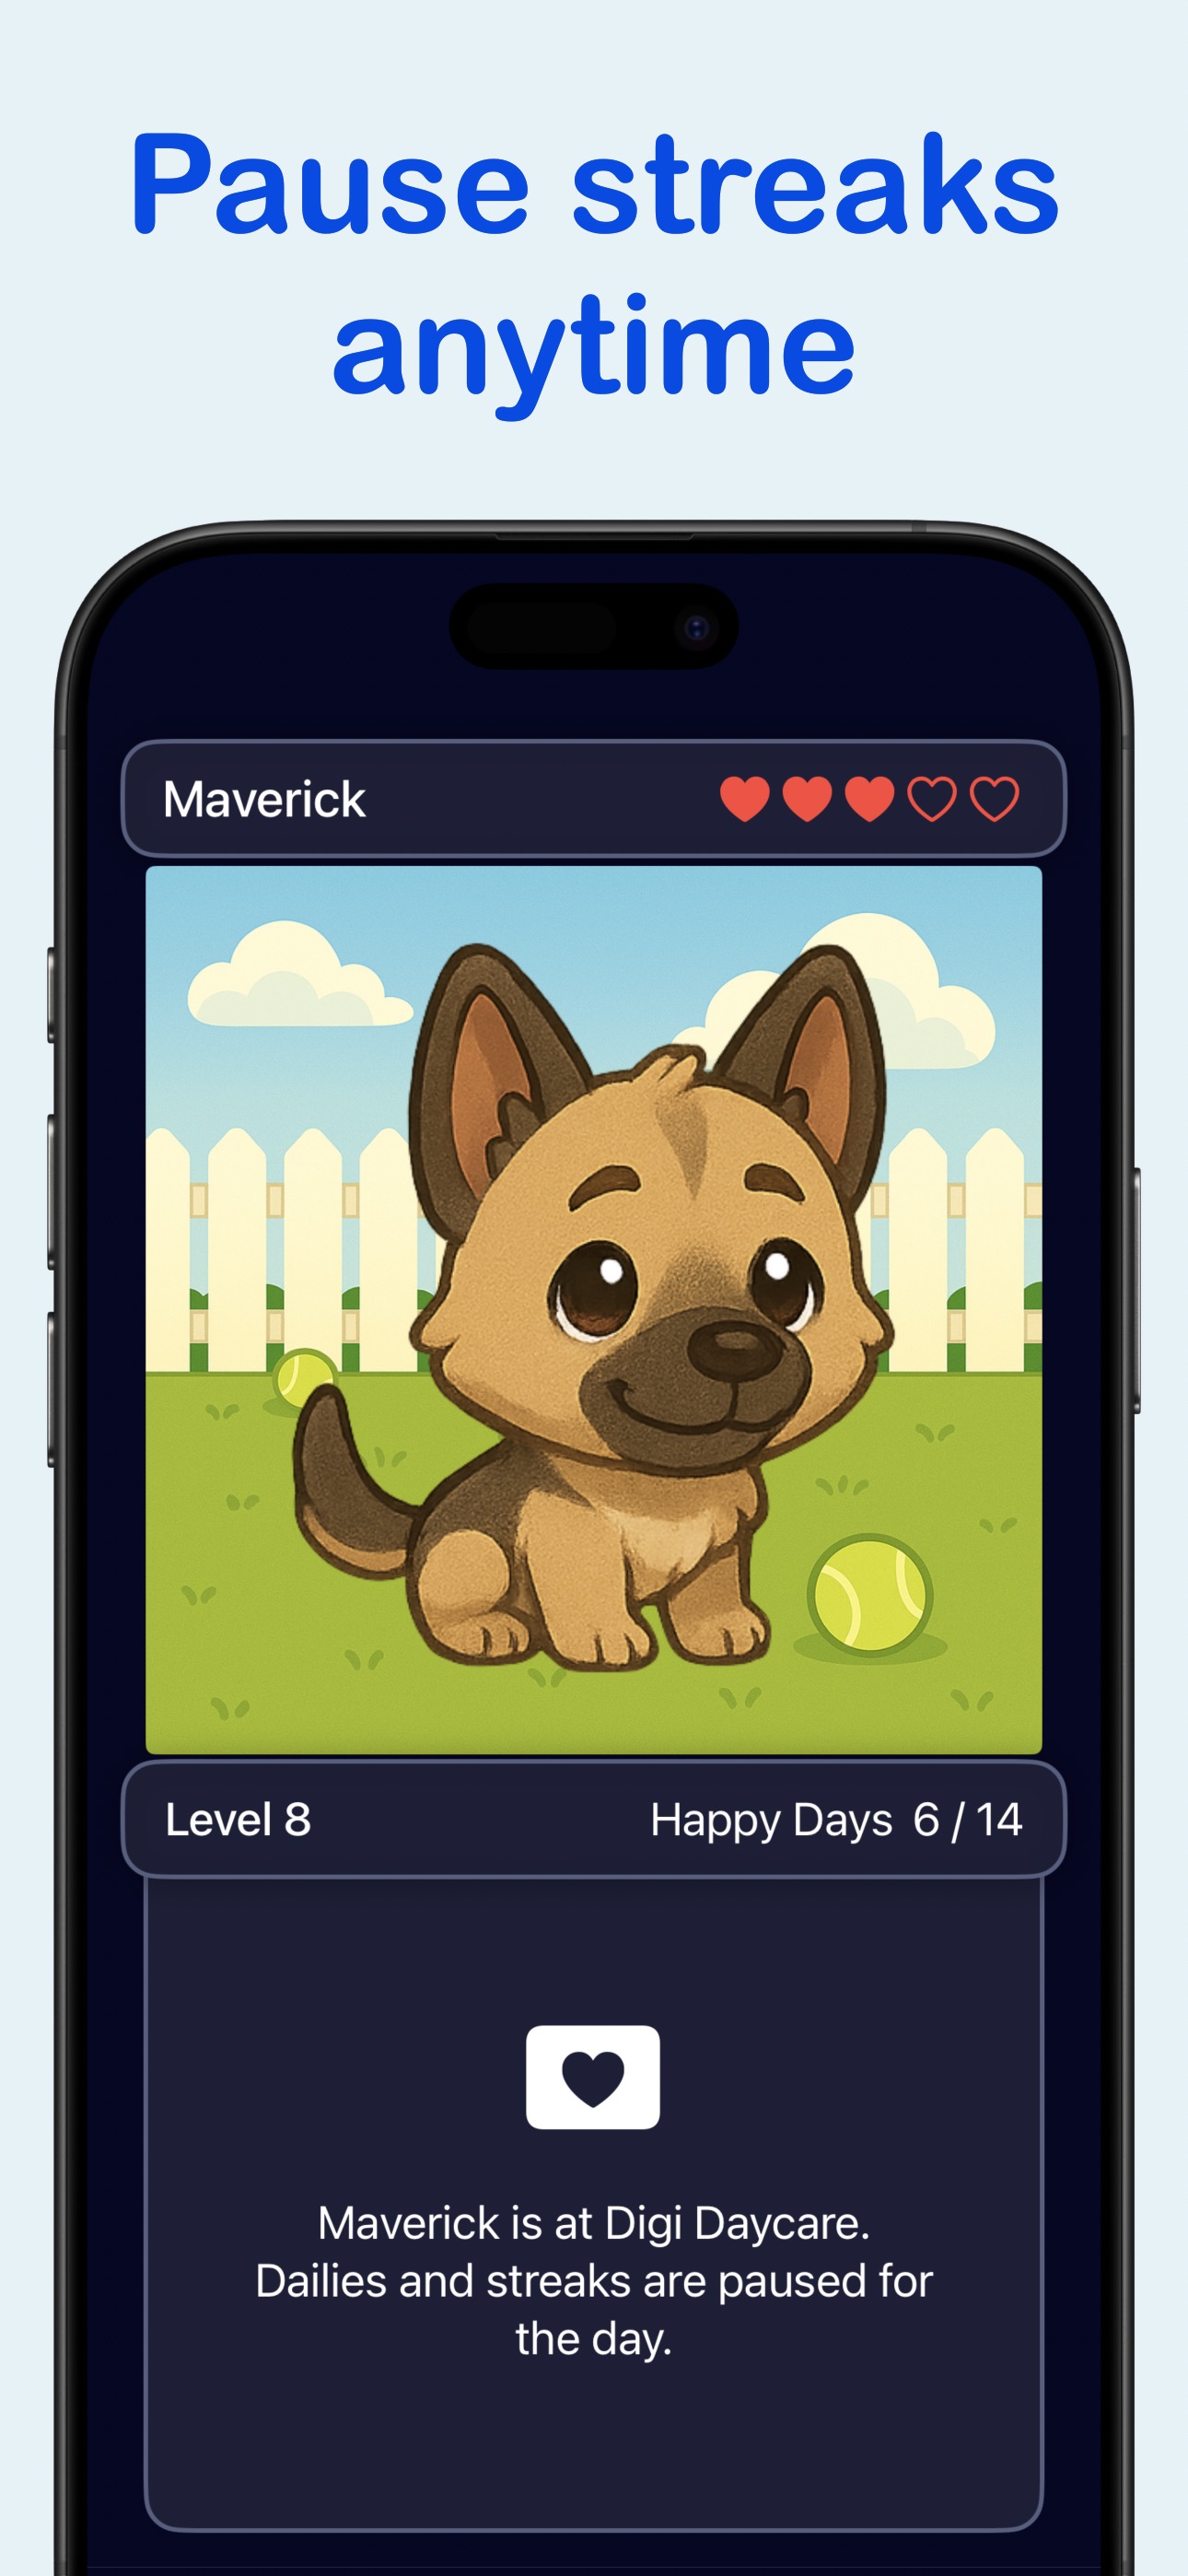 Pause streaks
anytime
Maverick
Level 8
Happy Days 6 / 14
Maverick is at Digi Daycare.
Dailies and streaks are paused for
the day.